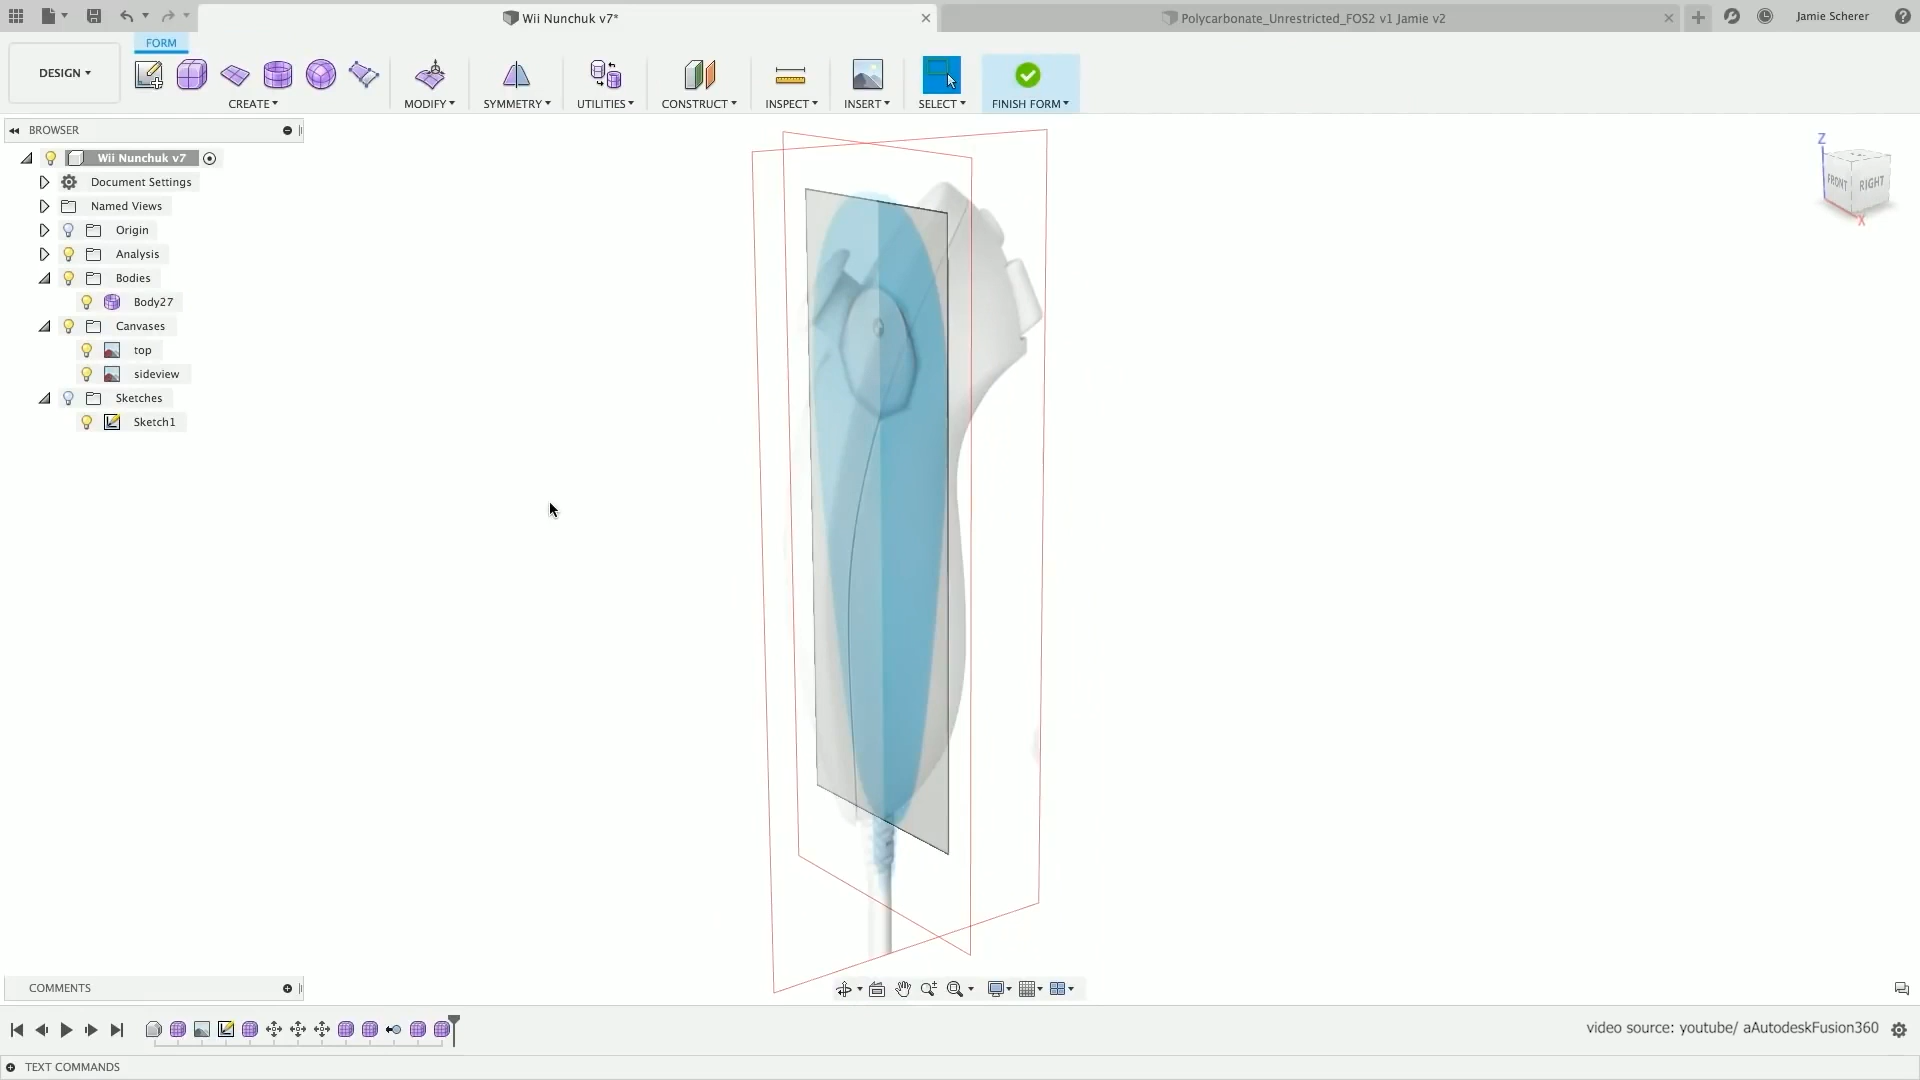 Wii Nunchuk v7*
Polycarbonate_Unrestricted_FOS2 v1 Jamie v2
Jamie Scherer
FORM
DESIGN
CREATE
MODIFY
SYMMETRY
UTILITIES
CONSTRUCT
INSPECT
INSERT
SELECT
FINISH FORM
BROWSER
Wii Nunchuk v7
Document Settings
Named Views
Origin
Analysis
Bodies
Body27
Canvases
top
sideview
Sketches
Sketch1
Z
FRONT
RIGHT
X
COMMENTS
video source: youtube/ aAutodeskFusion360
TEXT COMMANDS